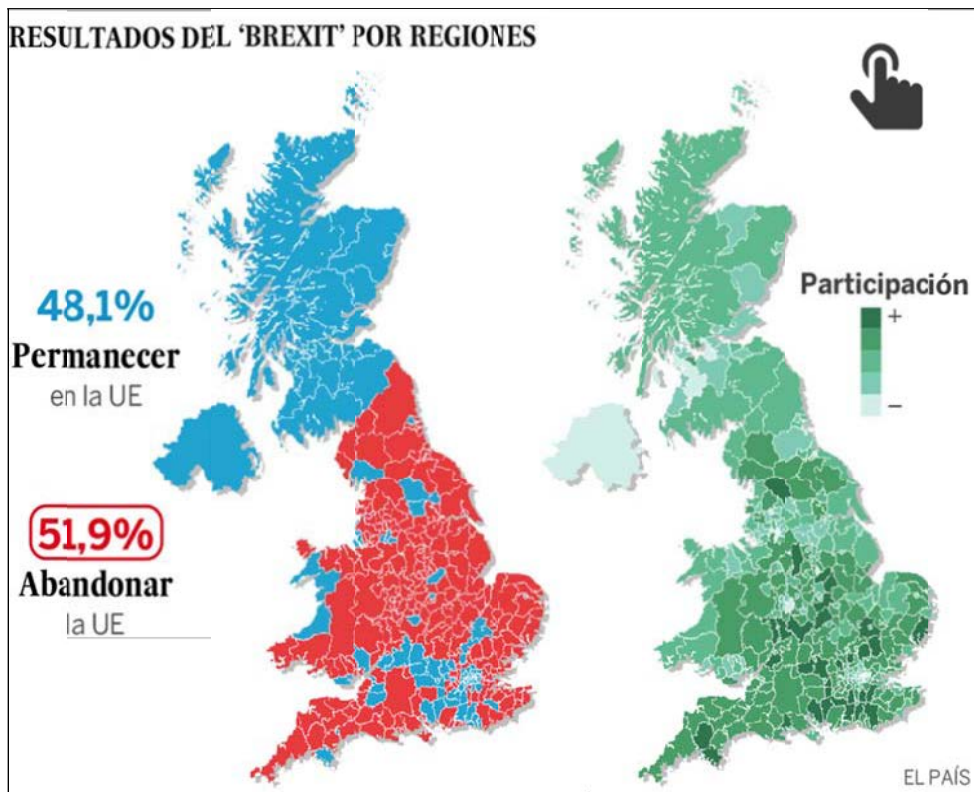 RESULTADOS DEL ‘BREXIT’ POR REGIONES
48,1%
Permanecer
en la UE
51,9%
Abandonar
la UE
Participación
+
−
EL PAÍS